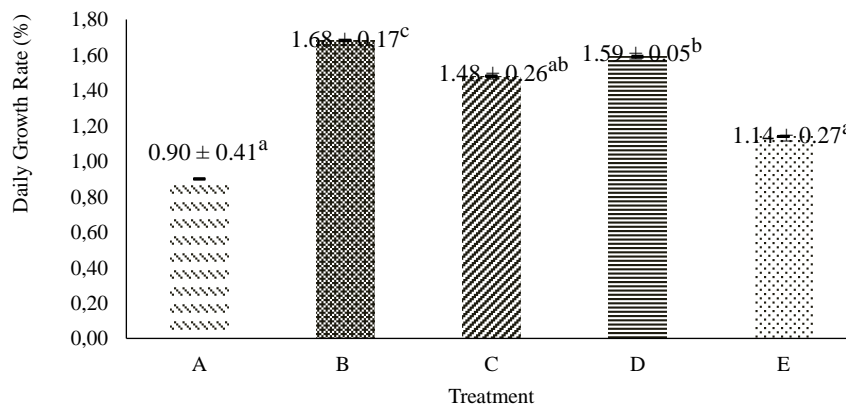 Daily Growth Rate (%)
1,80
1,60
1,40
1,20
1,00
0,80
0,60
0,40
0,20
0,00
0.90 ± 0.41ᵃ
1.68 ± 0.17ᶜ
1.48 ± 0.26ᵃᵇ
1.59 ± 0.05ᵇ
1.14 ± 0.27ᵃ
A B C D E
Treatment